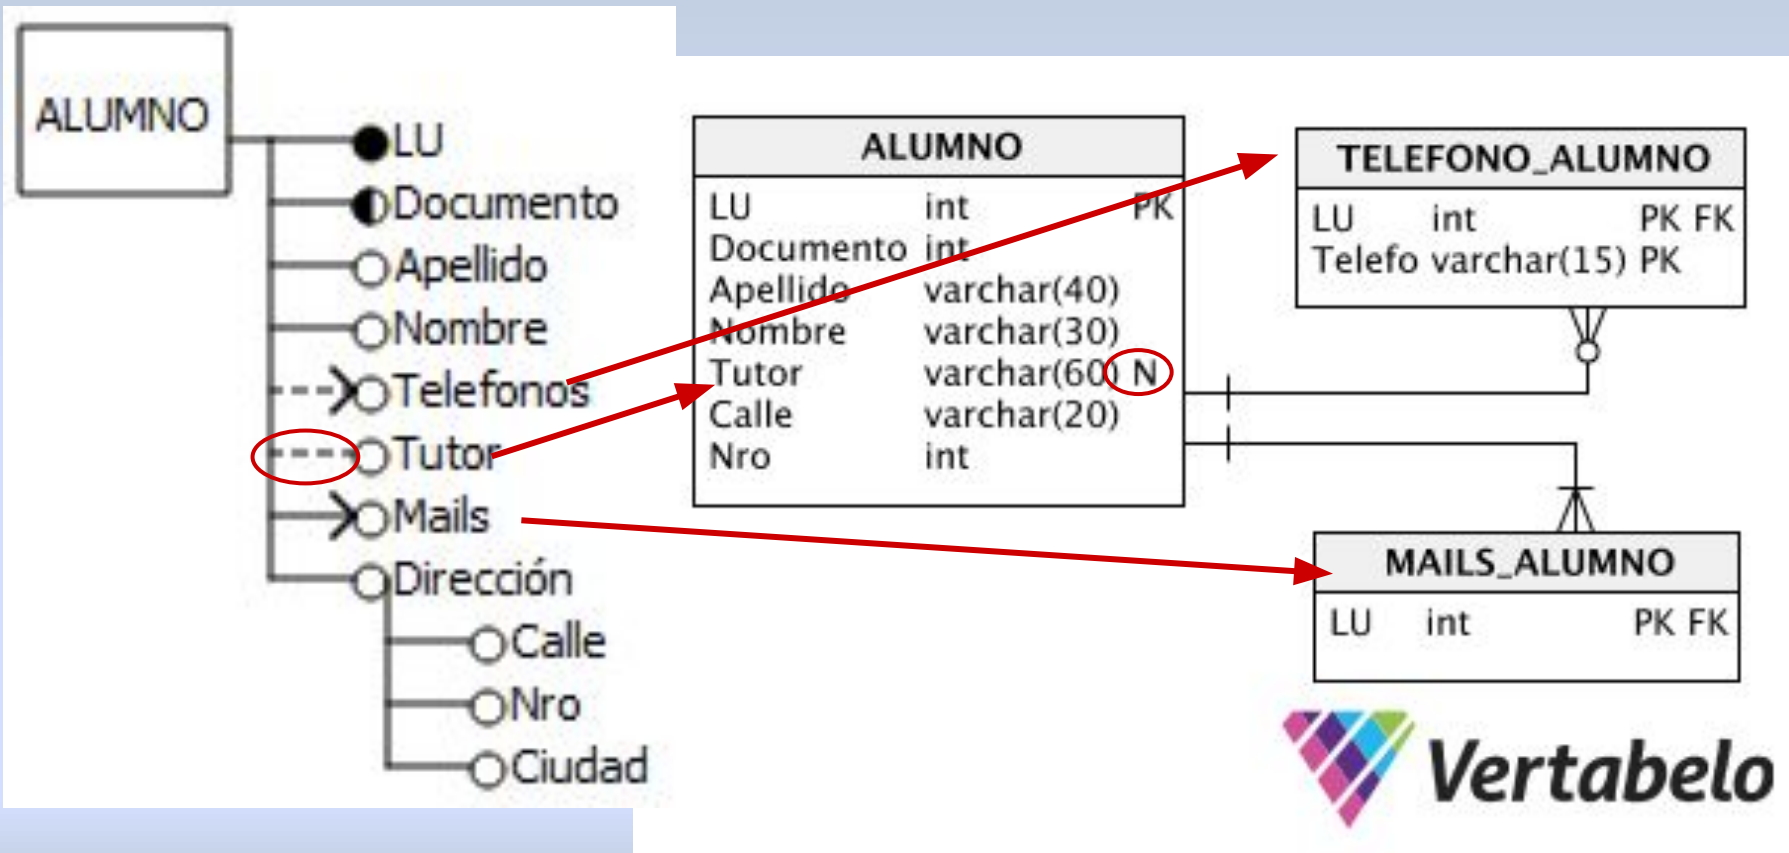 ALUMNO
LU
Documento
Apellido
Nombre
Telefonos
Tutor
Mails
Dirección
Calle
Nro
Ciudad
ALUMNO
LU int PK
Documento int
Apellido varchar(40)
Nombre varchar(30)
Tutor varchar(60) N
Calle varchar(20)
Nro int
TELEFONO_ALUMNO
LU int PK FK
Telefo varchar(15) PK
MAILS_ALUMNO
LU int PK FK
Vertabelo